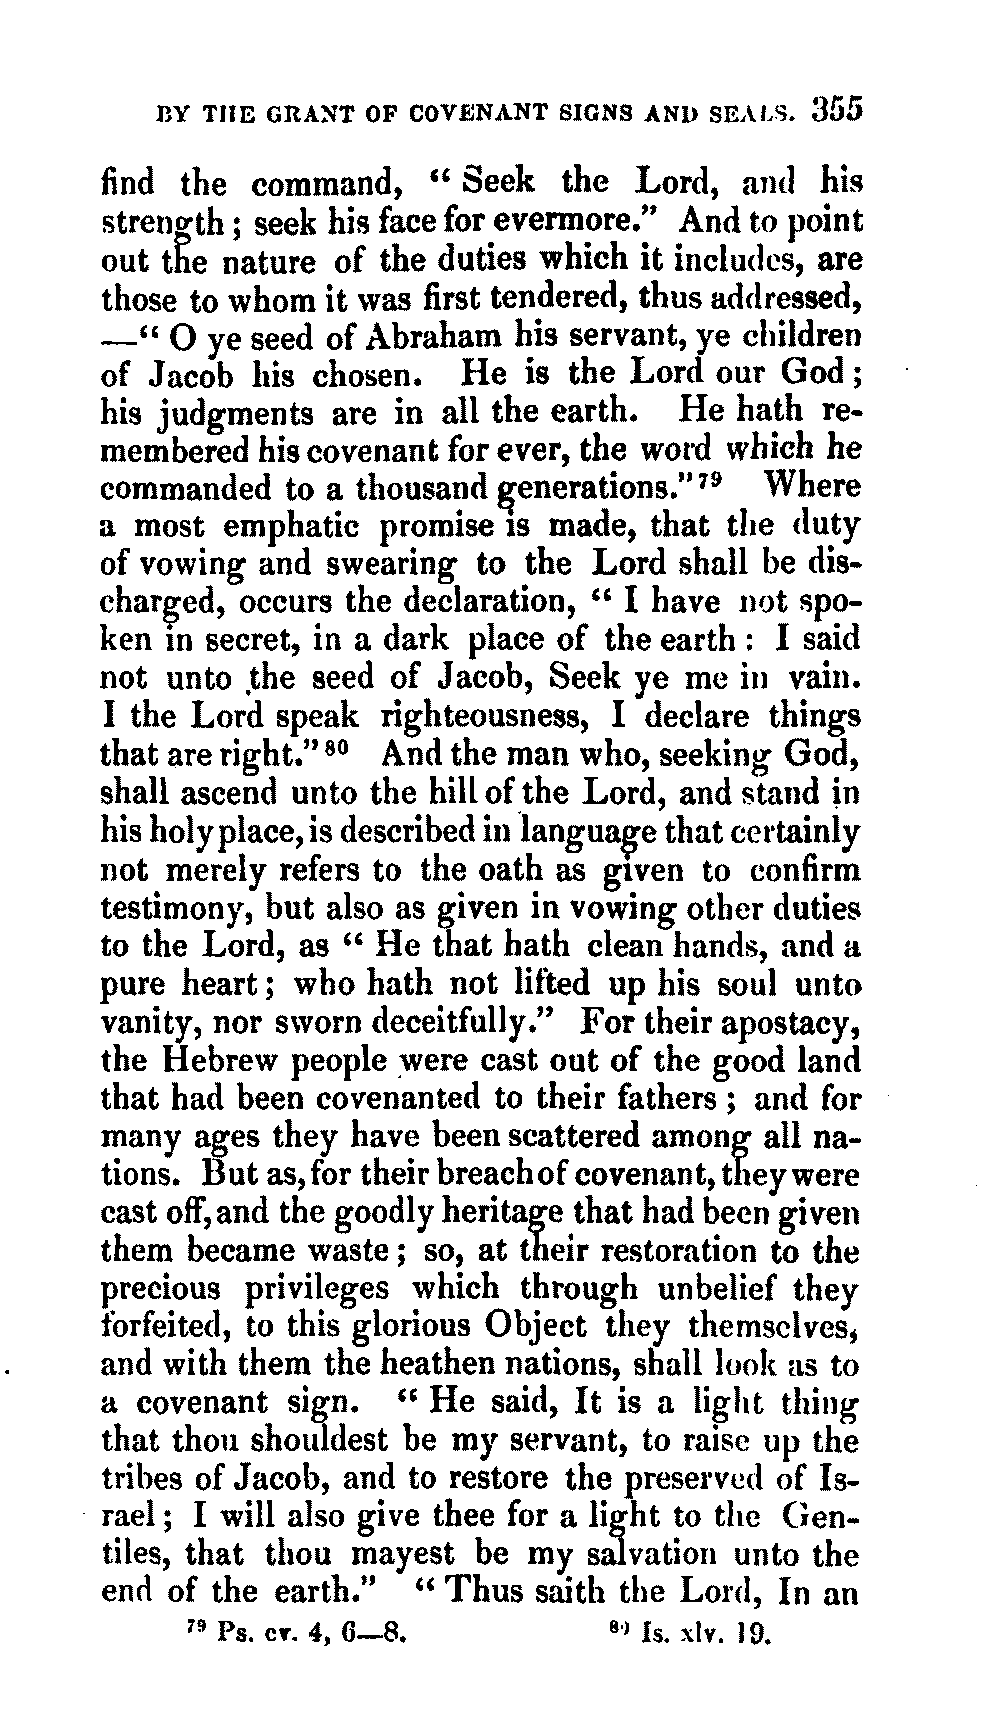 BY THE GRANT OF COVENANT SIGNS AND SEALS. 355
find the command, “ Seek the Lord, and his
strength ; seek his face for evermore.” And to point
out the nature of the duties which it includes, are
those to whom it was first tendered, thus addressed,
—“ O ye seed of Abraham his servant, ye children
of Jacob his chosen. He is the Lord our God ;
his judgments are in all the earth. He hath re-
membered his covenant for ever, the word which he
commanded to a thousand generations.”⁷⁹ Where
a most emphatic promise is made, that the duty
of vowing and swearing to the Lord shall be dis-
charged, occurs the declaration, “ I have not spo-
ken in secret, in a dark place of the earth : I said
not unto the seed of Jacob, Seek ye me in vain.
I the Lord speak righteousness, I declare things
that are right.”⁸⁰ And the man who, seeking God,
shall ascend unto the hill of the Lord, and stand in
his holy place, is described in language that certainly
not merely refers to the oath as given to confirm
testimony, but also as given in vowing other duties
to the Lord, as “ He that hath clean hands, and a
pure heart ; who hath not lifted up his soul unto
vanity, nor sworn deceitfully.” For their apostacy,
the Hebrew people were cast out of the good land
that had been covenanted to their fathers ; and for
many ages they have been scattered among all na-
tions. But as, for their breach of covenant, they were
cast off, and the goodly heritage that had been given
them became waste ; so, at their restoration to the
precious privileges which through unbelief they
forfeited, to this glorious Object they themselves,
and with them the heathen nations, shall look as to
a covenant sign. “ He said, It is a light thing
that thou shouldest be my servant, to raise up the
tribes of Jacob, and to restore the preserved of Is-
rael ; I will also give thee for a light to the Gen-
tiles, that thou mayest be my salvation unto the
end of the earth.” “ Thus saith the Lord, In an
⁷⁹ Ps. cv. 4, 6—8. ⁸⁰ Is. xlv. 19.